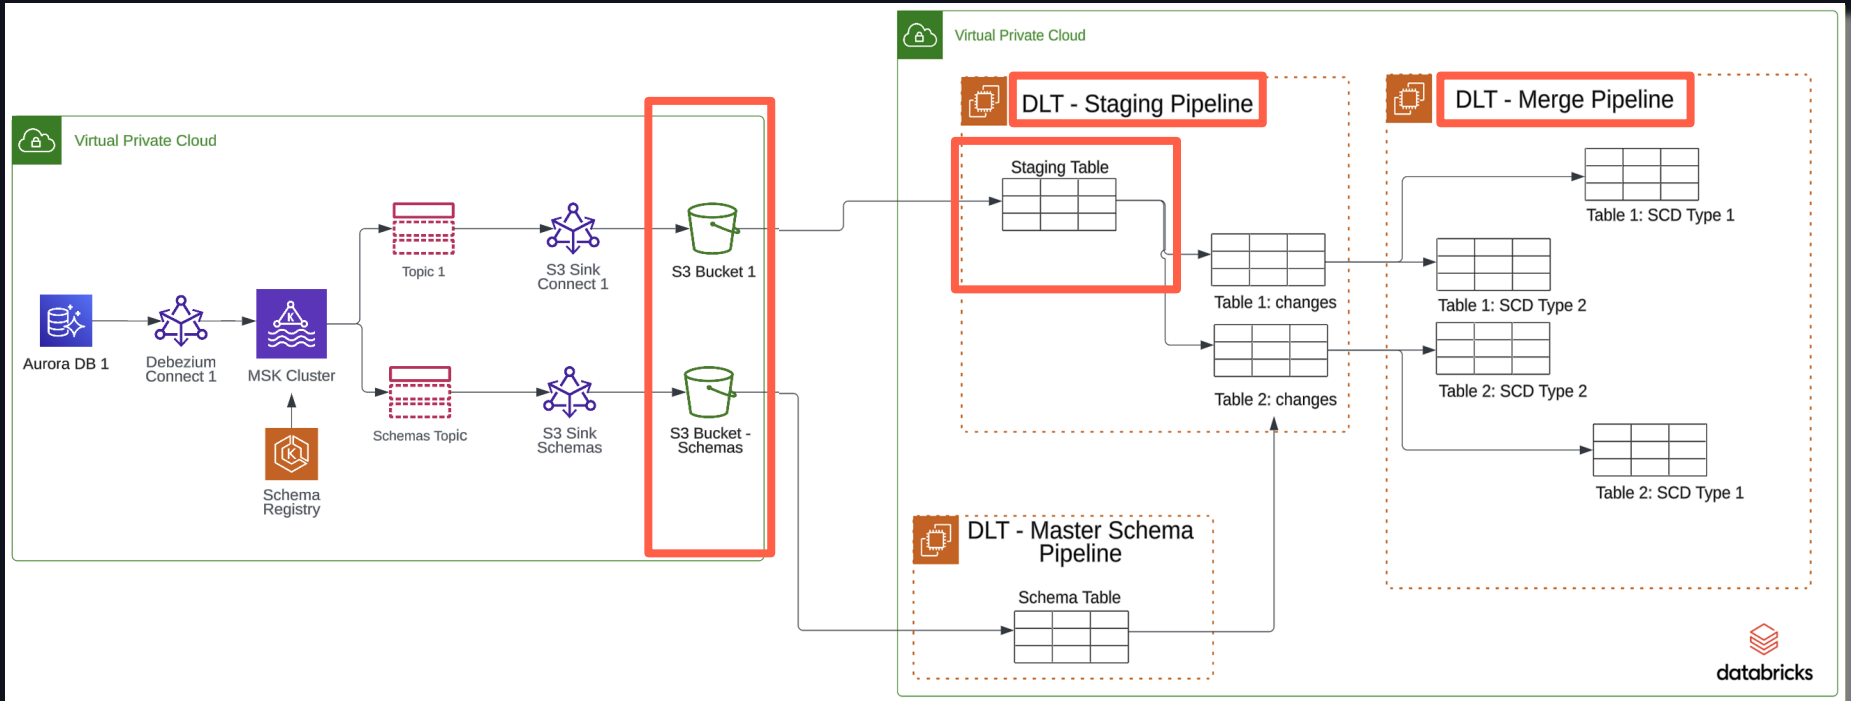 Virtual Private Cloud
Aurora DB 1
Debezium
Connect 1
MSK Cluster
K
Schema
Registry
K
Topic 1
Schemas Topic
S3 Sink
Connect 1
S3 Sink
Schemas
S3 Bucket 1
S3 Bucket -
Schemas
Virtual Private Cloud
DLT - Staging Pipeline
Staging Table
Table 1: changes
Table 2: changes
DLT - Master Schema
Pipeline
Schema Table
DLT - Merge Pipeline
Table 1: SCD Type 1
Table 1: SCD Type 2
Table 2: SCD Type 2
Table 2: SCD Type 1
databricks